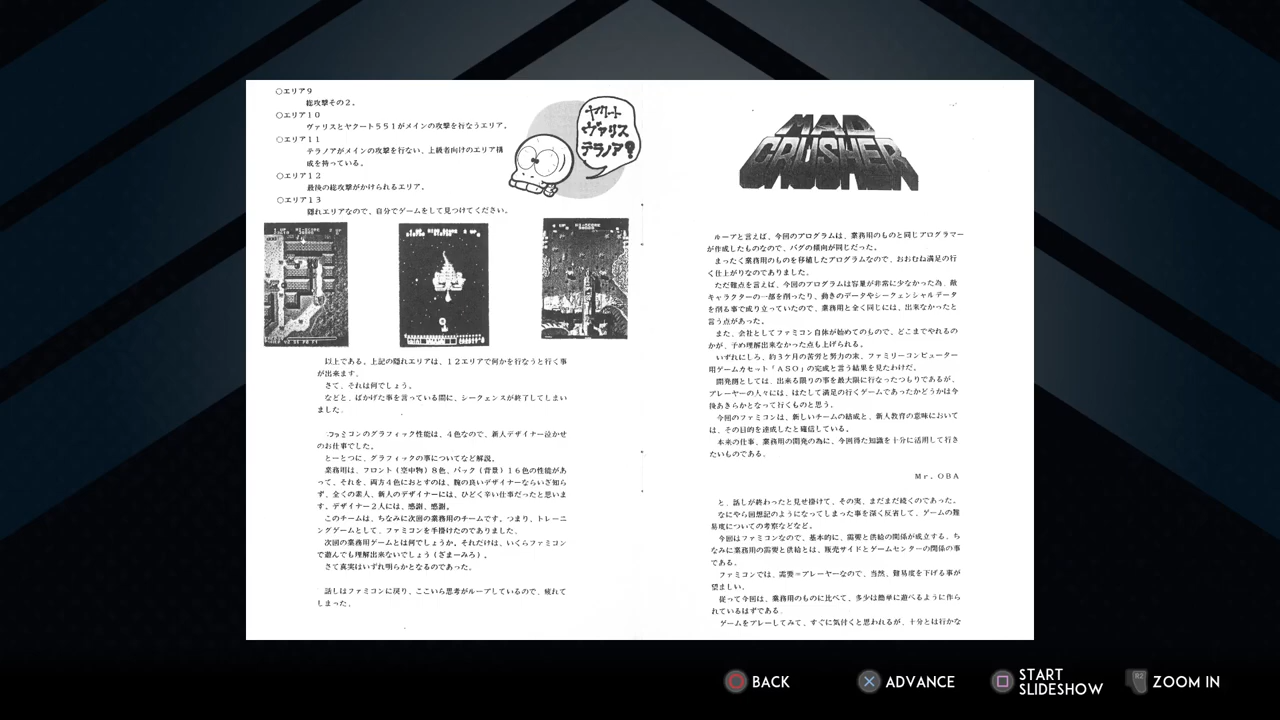 ○エリア9
総攻撃その2。
○エリア10
ヴァリスとヤクート551がメインの攻撃を行なうエリア。
○エリア11
テラノアがメインの攻撃を行ない、上級者向けのエリア構
成を持っている。
○エリア12
最後の総攻撃がかけられるエリア。
○エリア13
隠れエリアなので、自分でゲームをして見つけてください。
ヤクート
ヴァリス
テラノア!
以上である。上記の隠れエリアは、12エリアで何かを行なうと行く事
が出来ます。
さて、それは何でしょう。
などと、ばかげた事を言っている間に、シークェンスが終了してしまい
ました。
ファミコンのグラフィック性能は、4色なので、新人デザイナー泣かせ
のお仕事でした。
と一とつに、グラフィックの事についてなど解説。
業務用は、フロント(空中物)8色、バック(背景)16色の性能があ
って、それを、両方4色におとすのは、腕の良いデザイナーならいざ知ら
ず、全くの素人、新人のデザイナーには、ひどく辛い仕事だったと思いま
す。デザイナー2人には、感謝、感謝。
このチームは、ちなみに次回の業務用のチームです。つまり、トレーニ
ングゲームとして、ファミコンを手掛けたのでありました。
次回の業務用ゲームとは何でしょうか。それだけは、いくらファミコン
で遊んでも理解出来ないでしょう(ざまーみろ)。
さて真実はいずれ明らかとなるのであった。
話しはファミコンに戻り、ここいら思考がループしているので、疲れて
しまった。
MAD
CRUSHER
ループと言えば、今回のプログラムは、業務用のものと同じプログラマー
が作成したものなので、バグの傾向が同じだった。
まったく業務用のものを移植したプログラムなので、おおむね満足の行
く仕上がりなのでありました。
ただ難点を言えば、今回のプログラムは容量が非常に少なかった為、敵
キャラクターの一部を削ったり、動きのデータやシークェンシャルデータ
を削る事で成り立っていたので、業務用と全く同じには、出来なかったと
言う点があった。
また、会社としてファミコン自体が始めてのもので、どこまでやれるの
かが、予め理解出来なかった点も上げられる。
いずれにしろ、約3ケ月の苦労と努力の末、ファミリーコンピューター
用ゲームカセット「ASO」の完成と言う結果を見たわけだ。
開発側としては、出来る限りの事を最大限に行なったつもりであるが、
プレーヤーの人々には、はたして満足の行くゲームであったかどうかは今
後あきらかとなって行くものと思う。
今回のファミコンは、新しいチームの結成と、新人教育の意味において
は、その目的を達成したと確信している。
本来の仕事、業務用の開発の為に、今回得た知識を十分に活用して行き
たいものである。
Mr.OBA
と、話しが終わったと見せ掛けて、その実、まだまだ続くのであった。
なにやら回想記のようになってしまった事を深く反省して、ゲームの難
易度についての考察などなど。
今回はファミコンなので、基本的に、需要と供給の関係が成立する。ち
なみに業務用の需要と供給とは、販売サイドとゲームセンターの関係の事
である。
ファミコンでは、需要=プレーヤーなので、当然、難易度を下げる事が
望ましい。
従って今回は、業務用のものに比べて、多少は簡単に遊べるように作ら
れているはずである。
ゲームをプレーしてみて、すぐに気付くと思われるが、十分とは行かな
BACK
ADVANCE
START
SLIDESHOW
R2
ZOOM IN